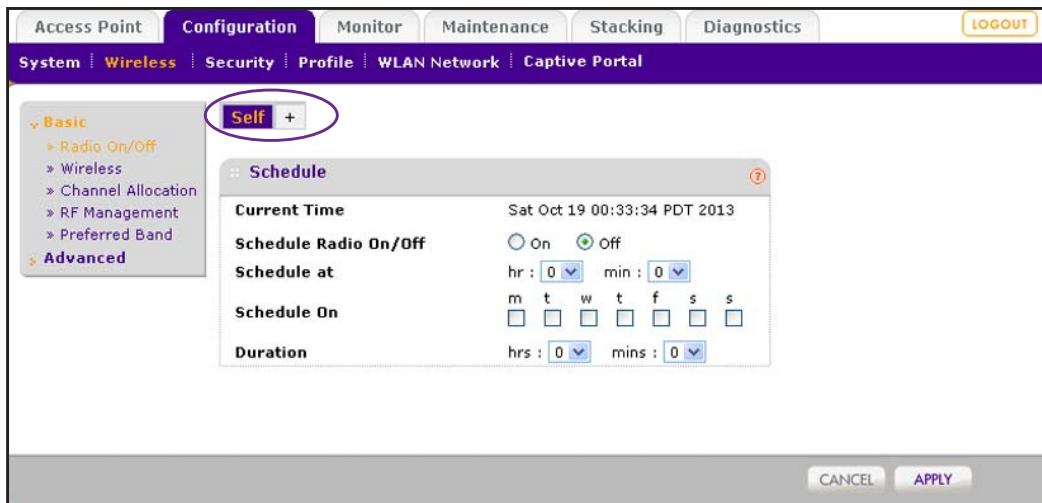 Access Point Configuration Monitor Maintenance Stacking Diagnostics LOGOUT
System Wireless Security Profile WLAN Network Captive Portal
Basic
» Radio On/Off
» Wireless
» Channel Allocation
» RF Management
» Preferred Band
Advanced
Self +
Schedule ?
Current Time Sat Oct 19 00:33:34 PDT 2013
Schedule Radio On/Off On Off
Schedule at hr : 0 min : 0
m t w t f s s
Schedule On
Duration hrs : 0 mins : 0
CANCEL APPLY